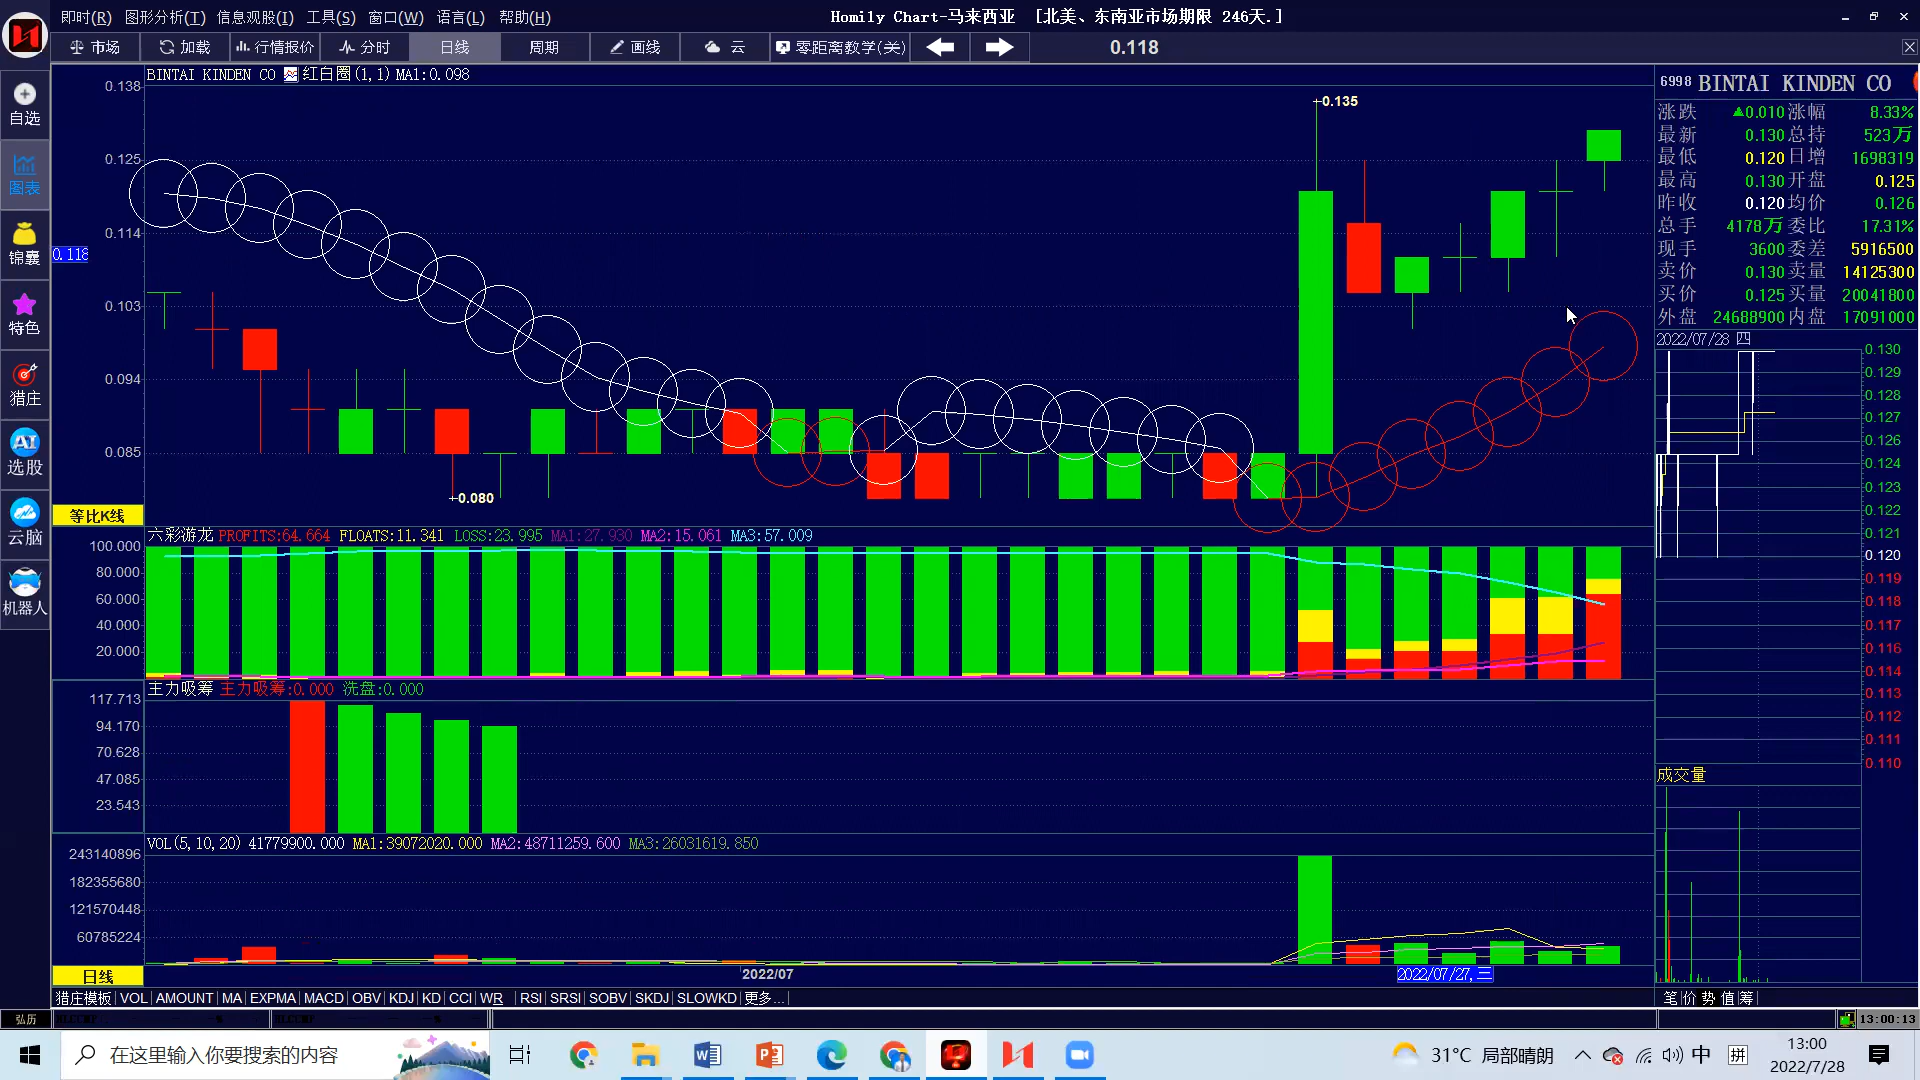 即时(R) 图形分析(T) 信息观股(I) 工具(S) 窗口(W) 语言(L) 帮助(H)
Homily Chart-马来西亚 [北美、东南亚市场期限 246天.]
市场 加载 行情报价 分时 日线 周期 画线 云 零距离教学(关) 0.118
自选
图表
锦囊
特色
猎庄
AI
选股
云脑
机器人
BINTAI KINDEN CO 红白圈(1,1) MA1:0.098
0.138
0.125
0.114
0.118
0.103
0.094
0.085
0.135
0.080
等比K线
六彩游龙 PROFITS:64.664 FLOATS:11.341 LOSS:23.995 MA1:27.930 MA2:15.061 MA3:57.009
100.000
80.000
60.000
40.000
20.000
主力吸筹 主力吸筹:0.000 洗盘:0.000
117.713
94.170
70.628
47.085
23.543
VOL(5,10,20) 41779900.000 MA1:39072020.000 MA2:48711259.600 MA3:26031619.850
243140896
182355680
121570448
60785224
日线
2022/07
2022/07/27,三
猎庄模板 VOL AMOUNT MA EXPMA MACD OBV KDJ KD CCI WR RSI SRSI SOBV SKDJ SLOWKD 更多...
6998 BINTAI KINDEN CO
涨跌 ▲0.010 涨幅 8.33%
最新 0.130 总持 523万
最低 0.120 日增 1698319
最高 0.130 开盘 0.125
昨收 0.120 均价 0.126
总手 4178万 委比 17.31%
现手 3600 委差 5916500
卖价 0.130 卖量 14125300
买价 0.125 买量 20041800
外盘 24688900 内盘 17091000
2022/07/28 四
0.130
0.129
0.128
0.127
0.126
0.124
0.123
0.122
0.121
0.120
0.119
0.118
0.117
0.116
0.114
0.113
0.112
0.111
0.110
成交量
笔 价 势 值 筹
弘历
13:00:13
在这里输入你要搜索的内容
31°C 局部晴朗
中 拼
13:00
2022/7/28